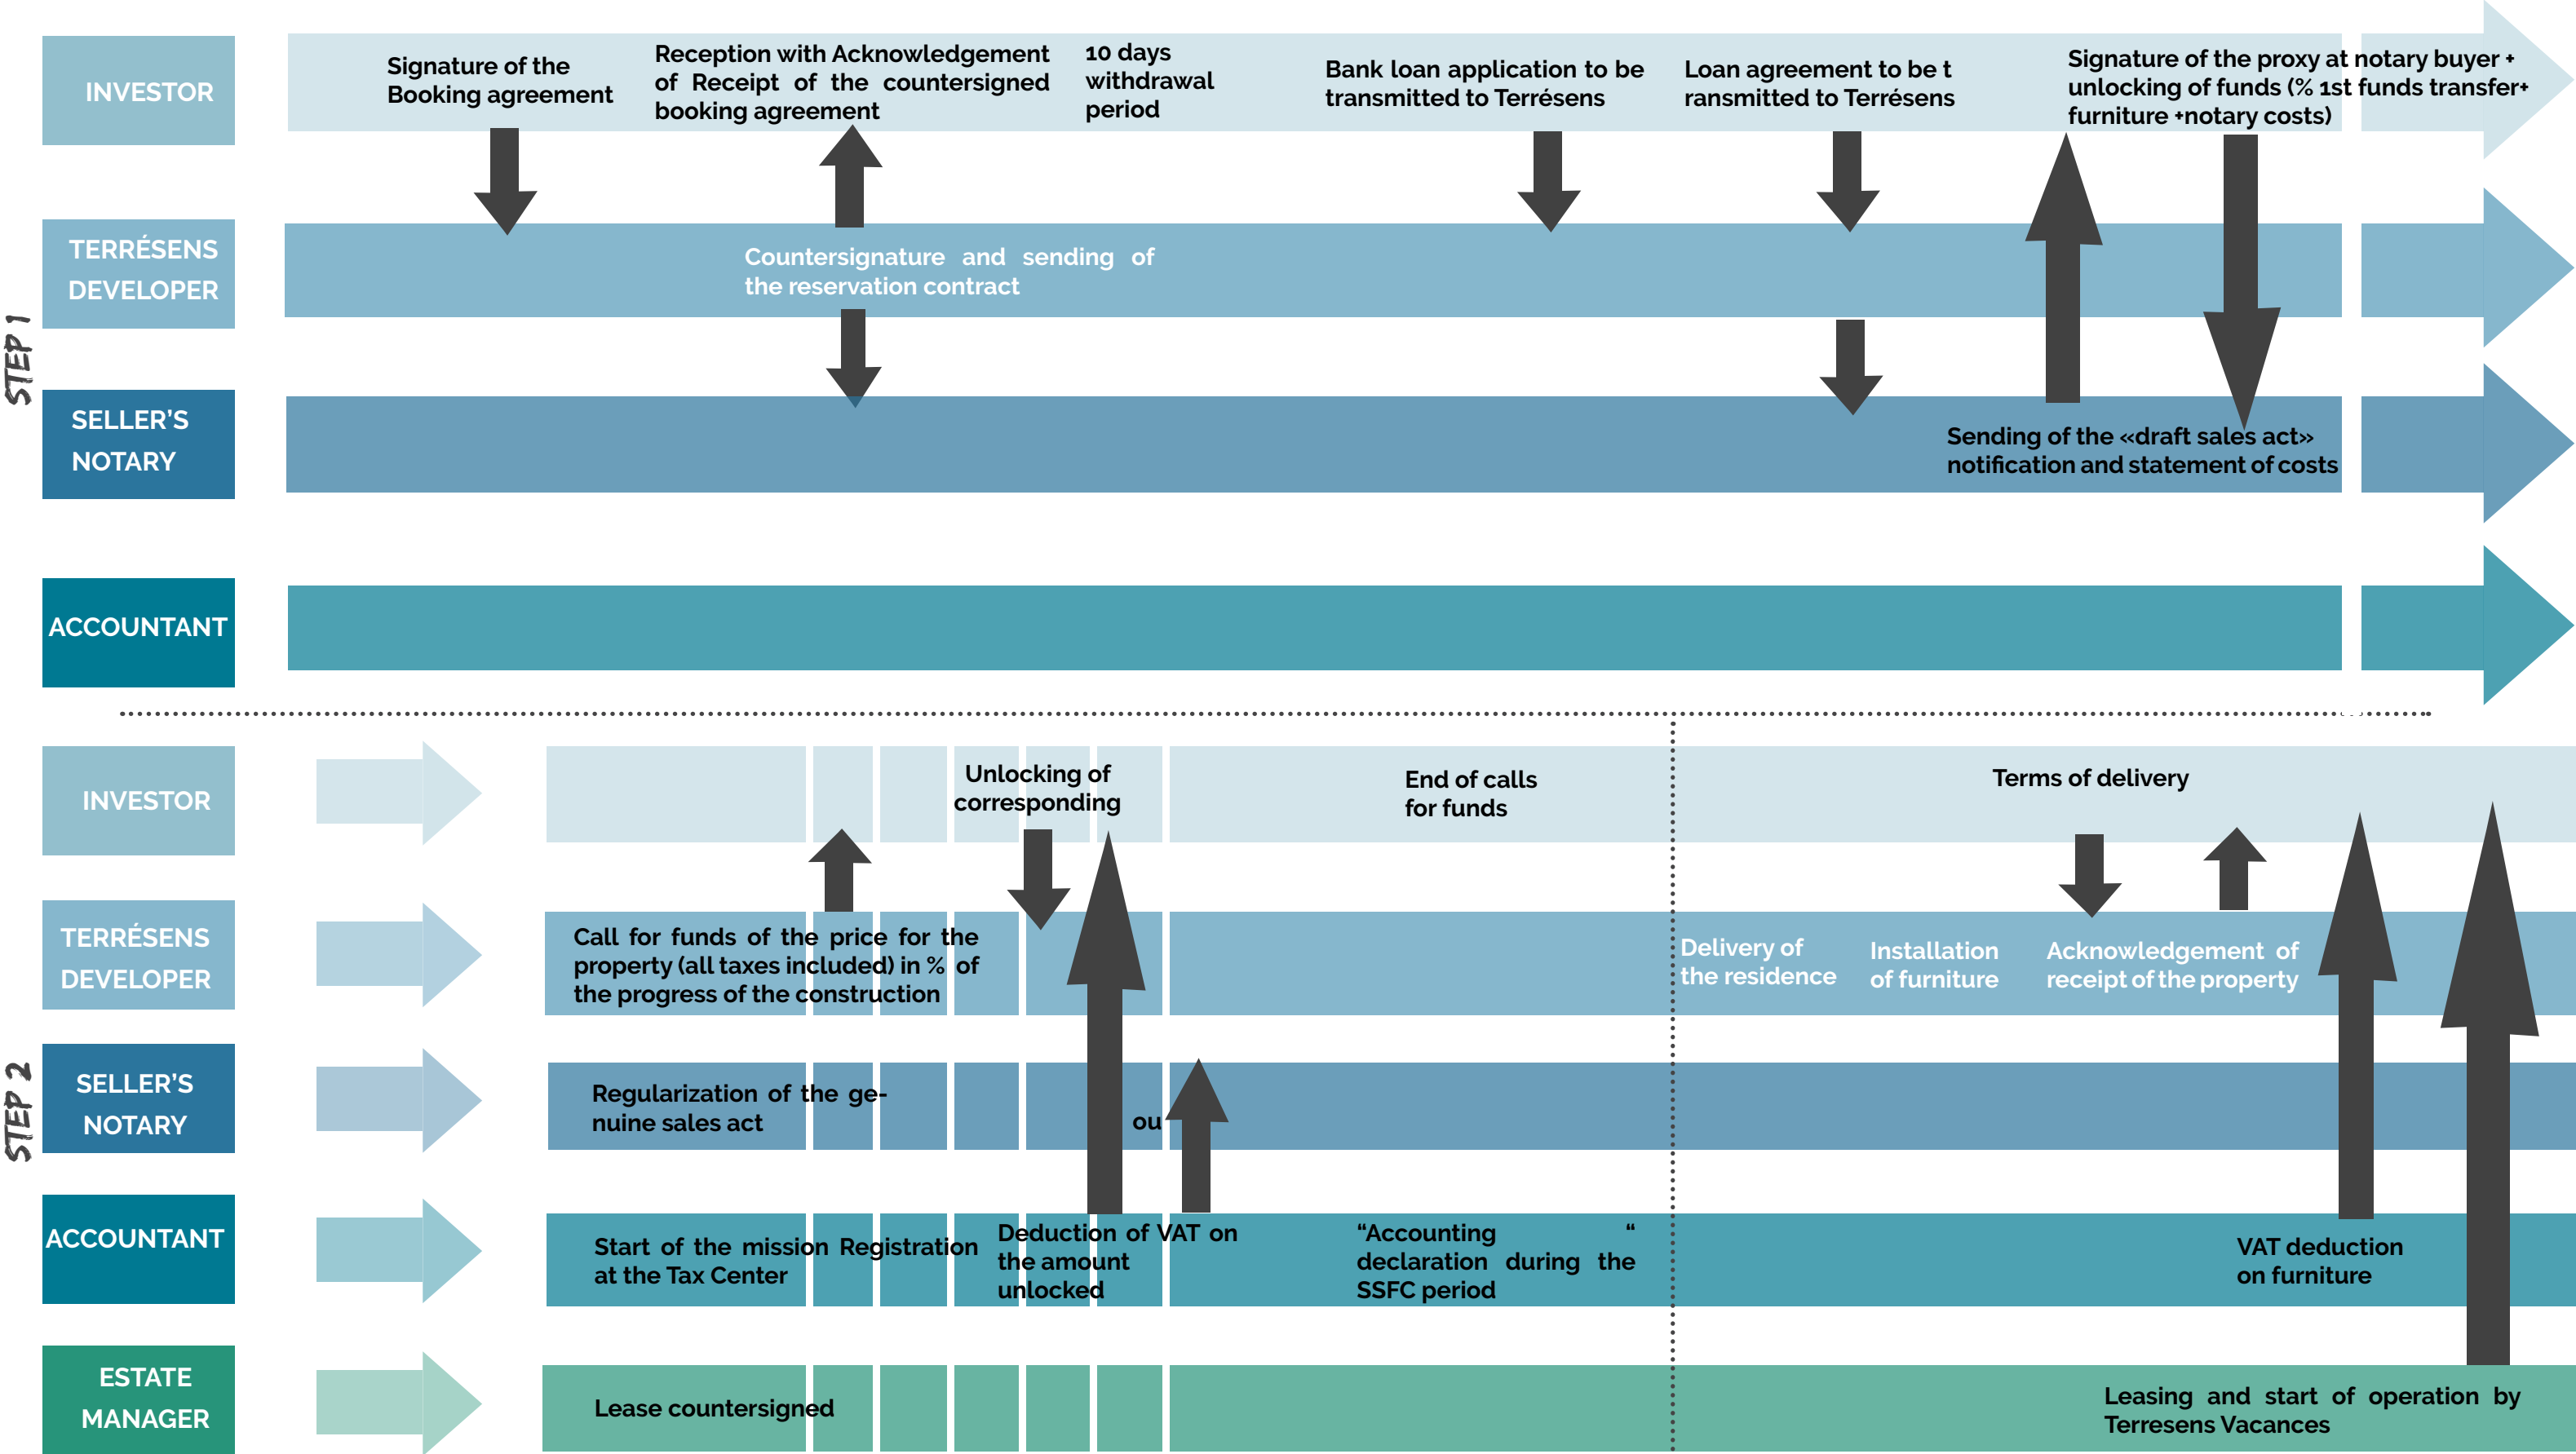 STEP 1
INVESTOR
Signature of the
Booking agreement
Reception with Acknowledgement
of Receipt of the countersigned
booking agreement
10 days
withdrawal
period
Bank loan application to be
transmitted to Terrésens
Loan agreement to be t
ransmitted to Terrésens
Signature of the proxy at notary buyer +
unlocking of funds (% 1st funds transfer+
furniture +notary costs)
TERRÉSENS
DEVELOPER
Countersignature and sending of
the reservation contract
SELLER’S
NOTARY
Sending of the «draft sales act»
notification and statement of costs
ACCOUNTANT
STEP 2
INVESTOR
Unlocking of
corresponding
End of calls
for funds
Terms of delivery
TERRÉSENS
DEVELOPER
Call for funds of the price for the
property (all taxes included) in % of
the progress of the construction
Delivery of
the residence
Installation
of furniture
Acknowledgement of
receipt of the property
SELLER’S
NOTARY
Regularization of the ge-
nuine sales act
ou
ACCOUNTANT
Start of the mission Registration
at the Tax Center
Deduction of VAT on
the amount
unlocked
“Accounting “
declaration during the
SSFC period
VAT deduction
on furniture
ESTATE
MANAGER
Lease countersigned
Leasing and start of operation by
Terresens Vacances